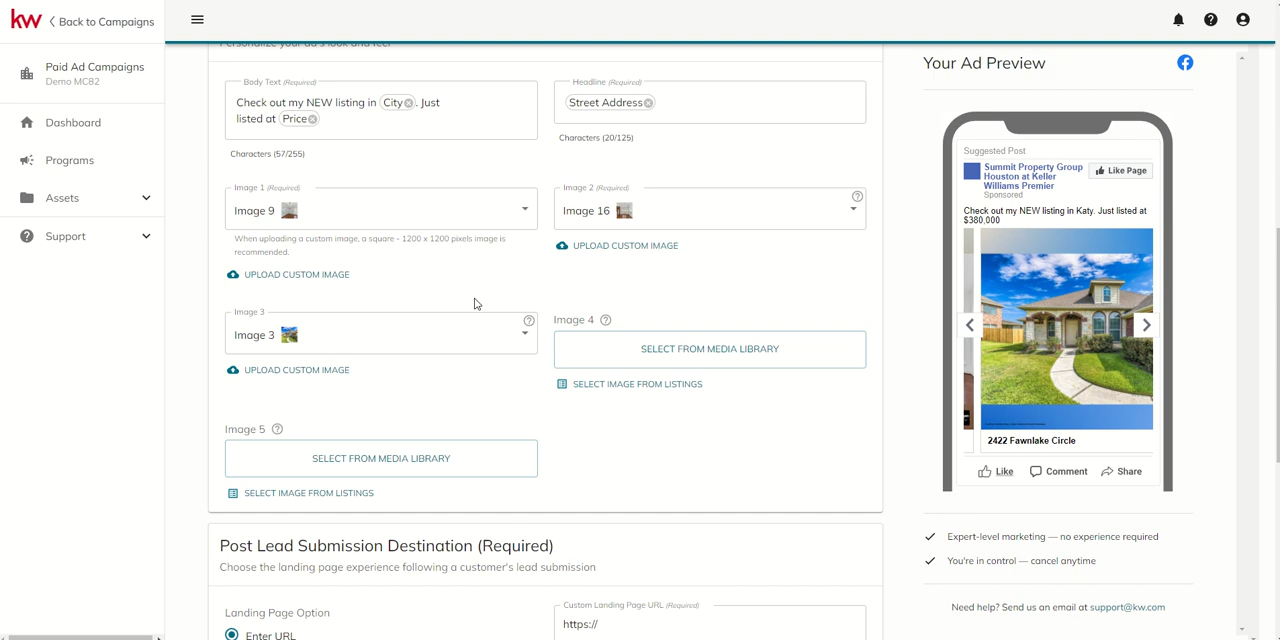 kw
Back to Campaigns
Paid Ad Campaigns
Demo MC82
Dashboard
Programs
Assets
Support
Personalize your ad's look and feel
Body Text (Required)
Check out my NEW listing in City. Just
listed at Price
Characters (57/255)
Headline (Required)
Street Address
Characters (20/125)
Image 1 (Required)
Image 9
When uploading a custom image, a square - 1200 x 1200 pixels image is
recommended.
UPLOAD CUSTOM IMAGE
Image 2 (Required)
Image 16
UPLOAD CUSTOM IMAGE
Image 3
Image 3
UPLOAD CUSTOM IMAGE
Image 4
SELECT FROM MEDIA LIBRARY
SELECT IMAGE FROM LISTINGS
Image 5
SELECT FROM MEDIA LIBRARY
SELECT IMAGE FROM LISTINGS
Post Lead Submission Destination (Required)
Choose the landing page experience following a customer's lead submission
Landing Page Option
Enter URL
Custom Landing Page URL (Required)
https://
Your Ad Preview
Suggested Post
Summit Property Group
Houston at Keller
Williams Premier
Sponsored
Like Page
Check out my NEW listing in Katy. Just listed at
$380,000
2422 Fawnlake Circle
Like
Comment
Share
Expert-level marketing — no experience required
You're in control — cancel anytime
Need help? Send us an email at support@kw.com